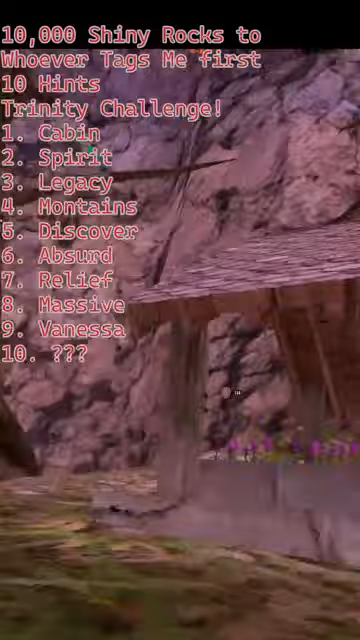 10,000 Shiny Rocks to
Whoever Tags Me first
10 Hints
Trinity Challenge!
1. Cabin
2. Spirit
3. Legacy
4. Montains
5. Discover
6. Absurd
7. Relief
8. Massive
9. Vanessa
10. ???